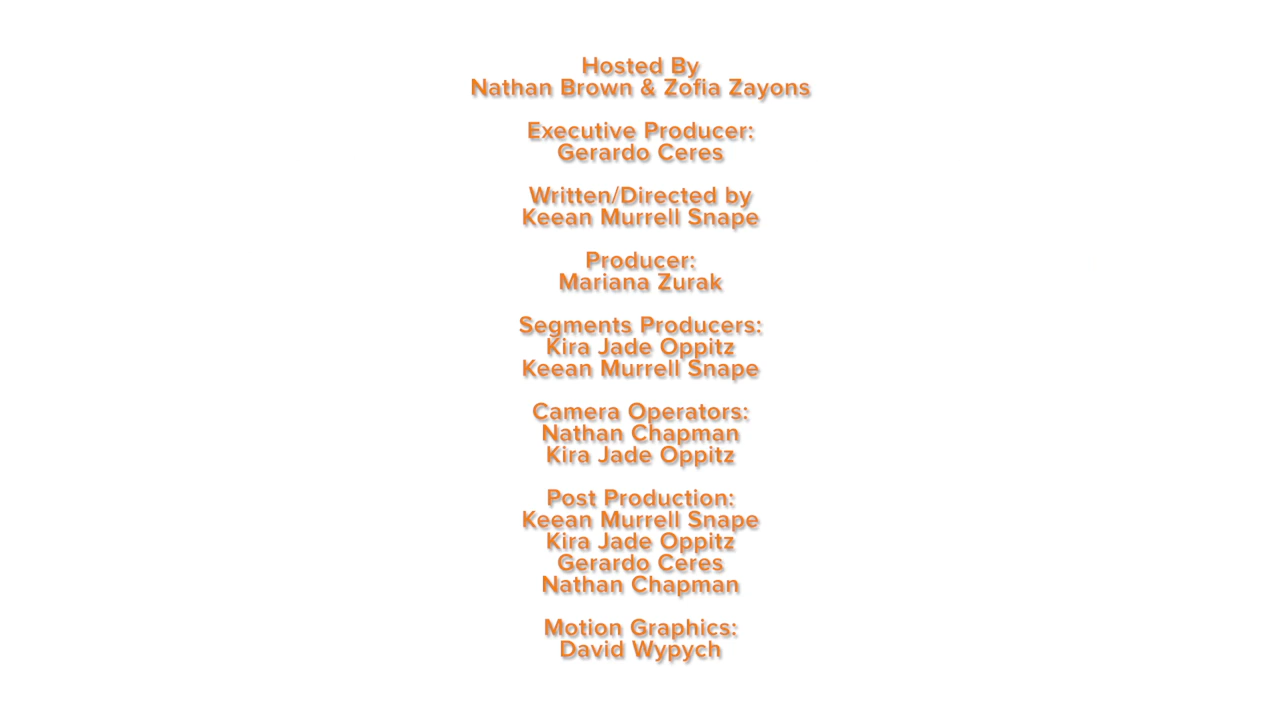 Hosted By
Nathan Brown & Zofia Zayons
Executive Producer:
Gerardo Ceres
Written/Directed by
Keean Murrell Snape
Producer:
Mariana Zurak
Segments Producers:
Kira Jade Oppitz
Keean Murrell Snape
Camera Operators:
Nathan Chapman
Kira Jade Oppitz
Post Production:
Keean Murrell Snape
Kira Jade Oppitz
Gerardo Ceres
Nathan Chapman
Motion Graphics:
David Wypych